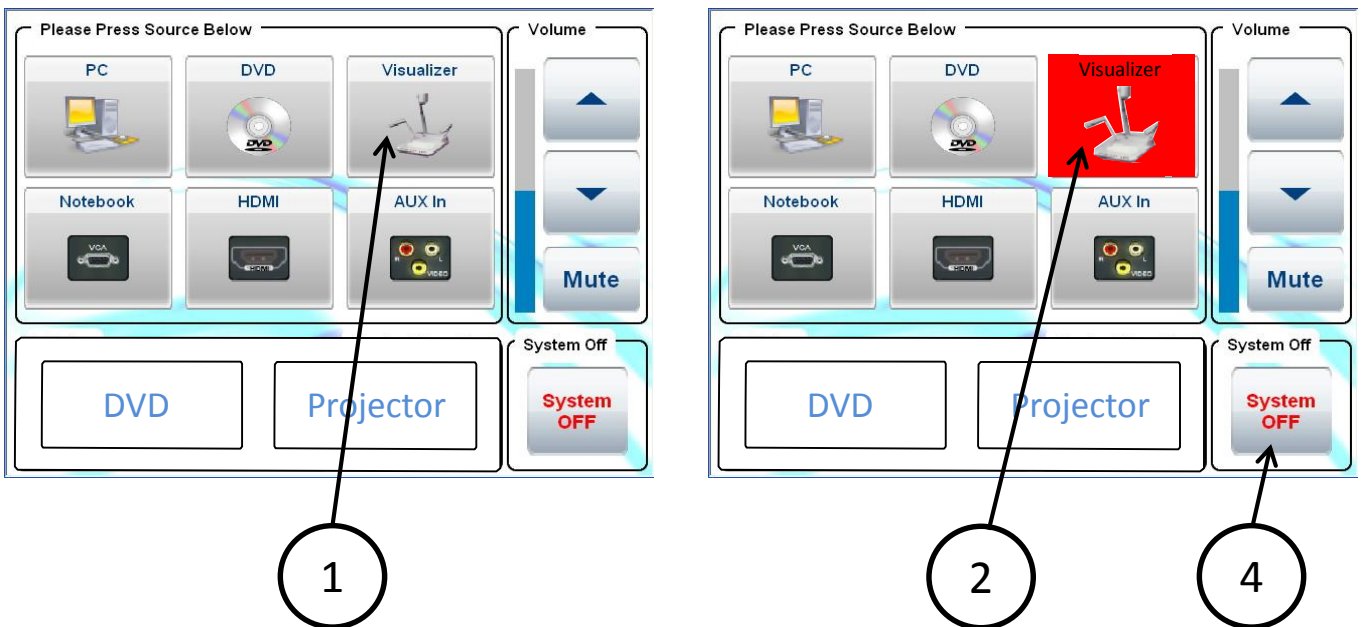 Please Press Source Below
Volume
PC DVD Visualizer
DVD
Notebook HDMI AUX In
VGA
HDMI
R L
VIDEO
Mute
System Off
DVD Projector
System
OFF
1
Please Press Source Below
Volume
PC DVD Visualizer
DVD
Notebook HDMI AUX In
VGA
HDMI
R L
VIDEO
Mute
System Off
DVD Projector
System
OFF
2 4